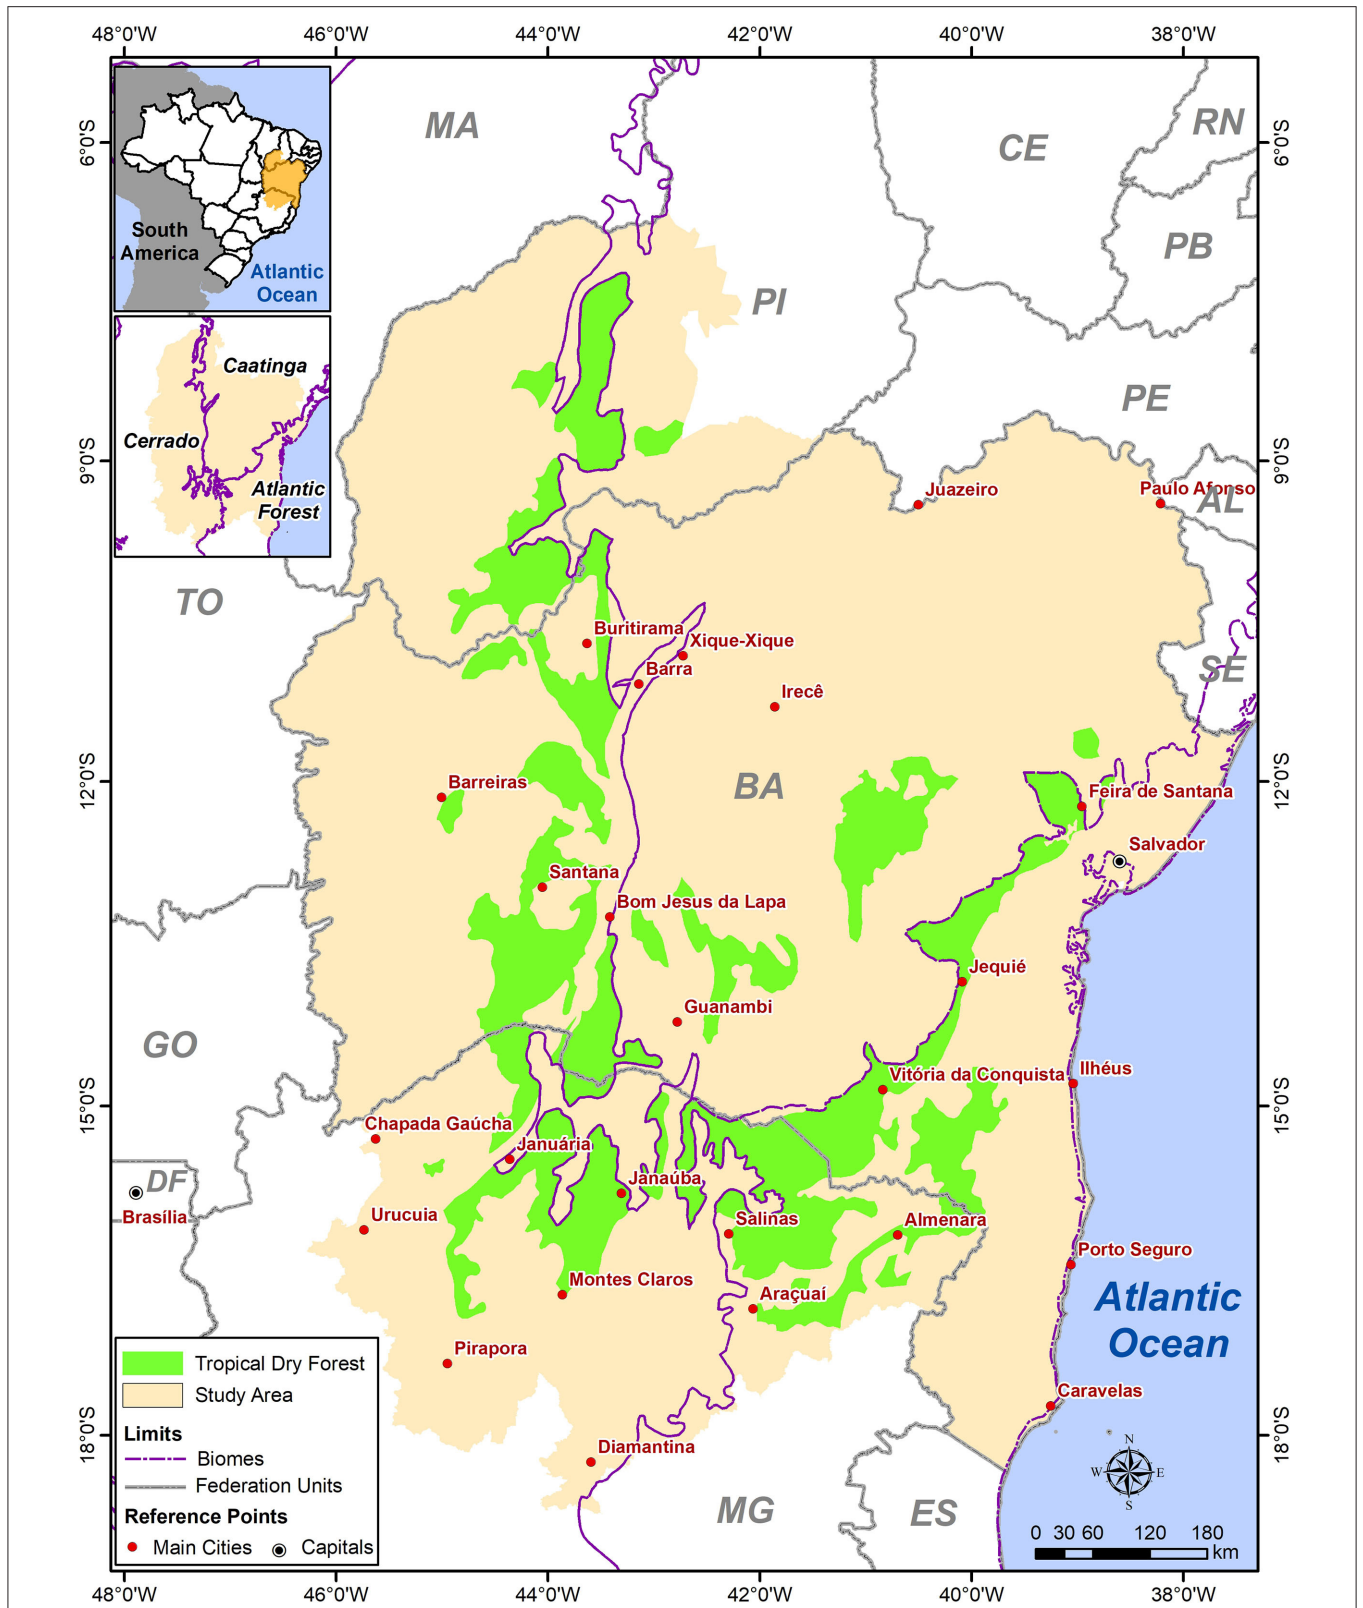 48°0'W 46°0'W 44°0'W 42°0'W 40°0'W 38°0'W
6°0'S
9°0'S
12°0'S
15°0'S
18°0'S
South
America
Atlantic
Ocean
Caatinga
Cerrado
Atlantic
Forest
MA
CE
RN
PB
PI
PE
AL
TO
SE
BA
GO
DF
MG
ES
Juazeiro
Paulo Afonso
Buritirama
Xique-Xique
Barra
Irecê
Barreiras
Feira de Santana
Salvador
Santana
Bom Jesus da Lapa
Jequié
Guanambi
Vitória da Conquista
Ilhéus
Chapada Gaúcha
Januária
Janaúba
Brasília
Urucuia
Salinas
Almenara
Porto Seguro
Montes Claros
Araçuaí
Atlantic
Ocean
Pirapora
Caravelas
Diamantina
Tropical Dry Forest
Study Area
Limits
Biomes
Federation Units
Reference Points
Main Cities
Capitals
N
W E
S
0 30 60 120 180
km
6°0'S
9°0'S
12°0'S
15°0'S
18°0'S
48°0'W 46°0'W 44°0'W 42°0'W 40°0'W 38°0'W